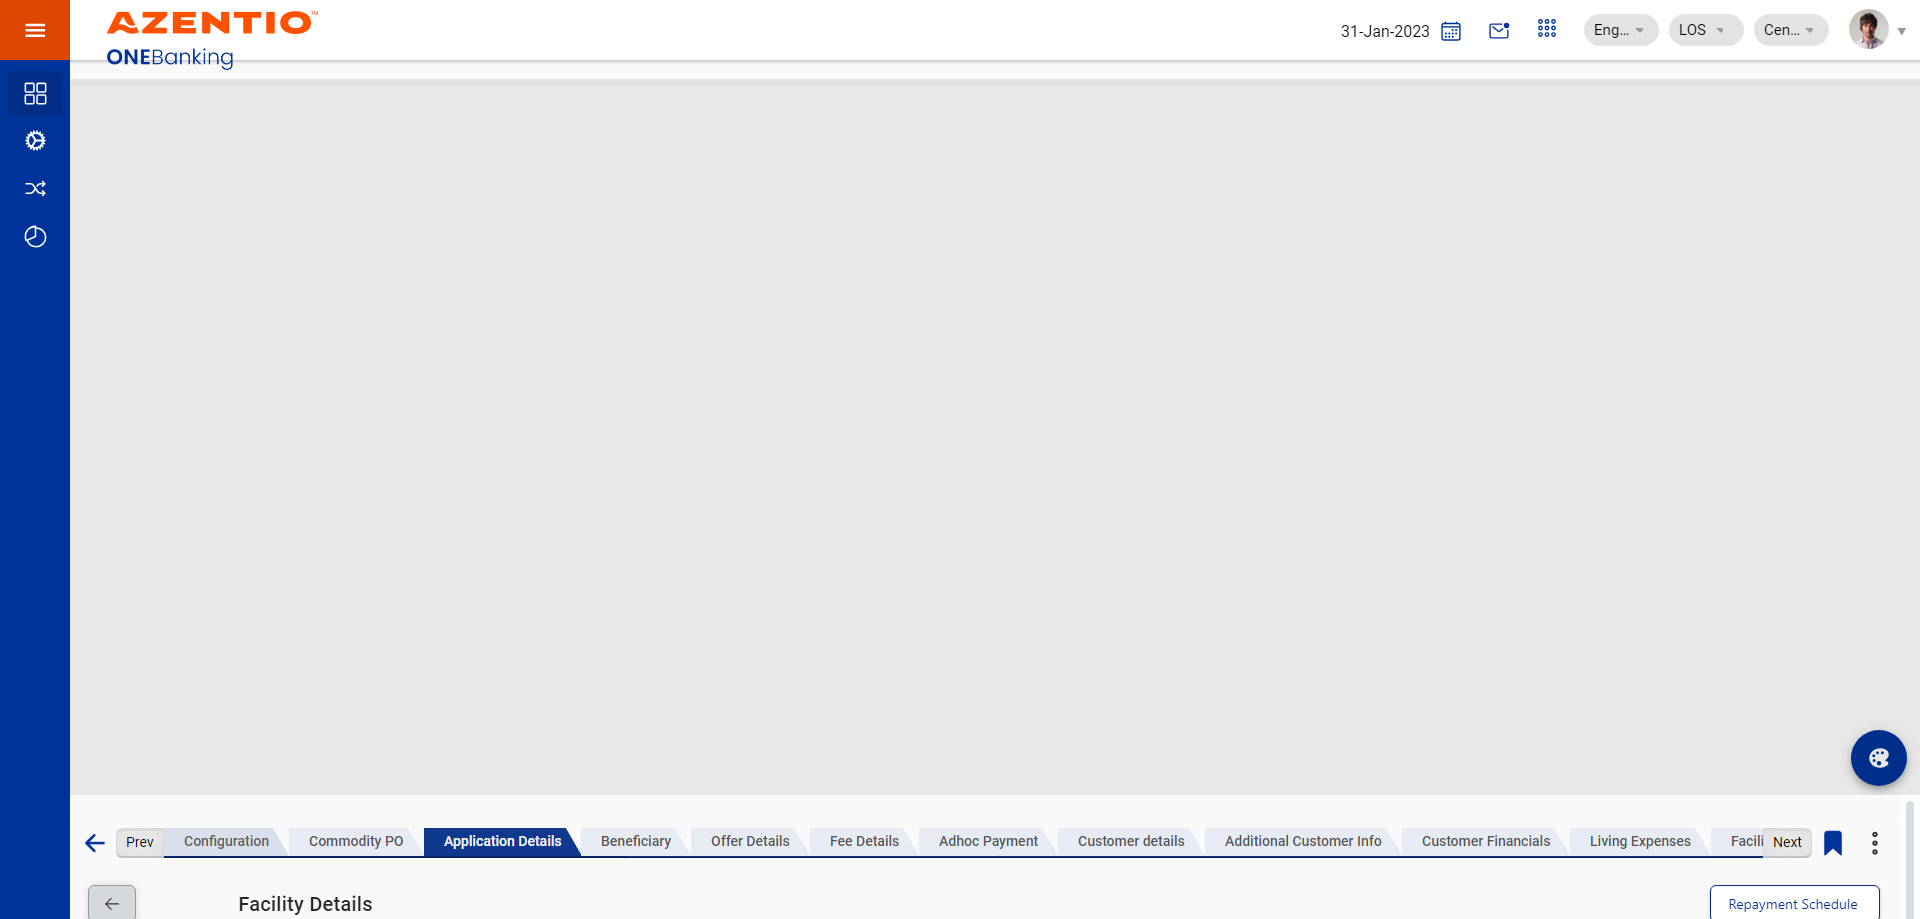 AZENTIO™
ONEBanking
31-Jan-2023
Eng...
LOS
Cen...
Prev
Configuration
Commodity PO
Application Details
Beneficiary
Offer Details
Fee Details
Adhoc Payment
Customer details
Additional Customer Info
Customer Financials
Living Expenses
Facili
Next
Facility Details
Repayment Schedule